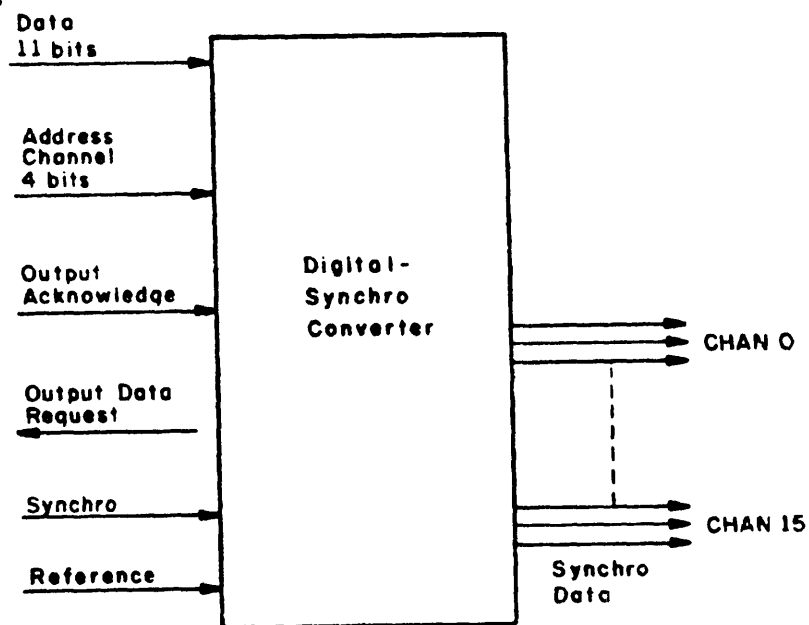 Data
11 bits
Address
Channel
4 bits
Output
Acknowledge
Output Data
Request
Synchro
Reference
Digital-
Synchro
Converter
CHAN 0
CHAN 15
Synchro
Data